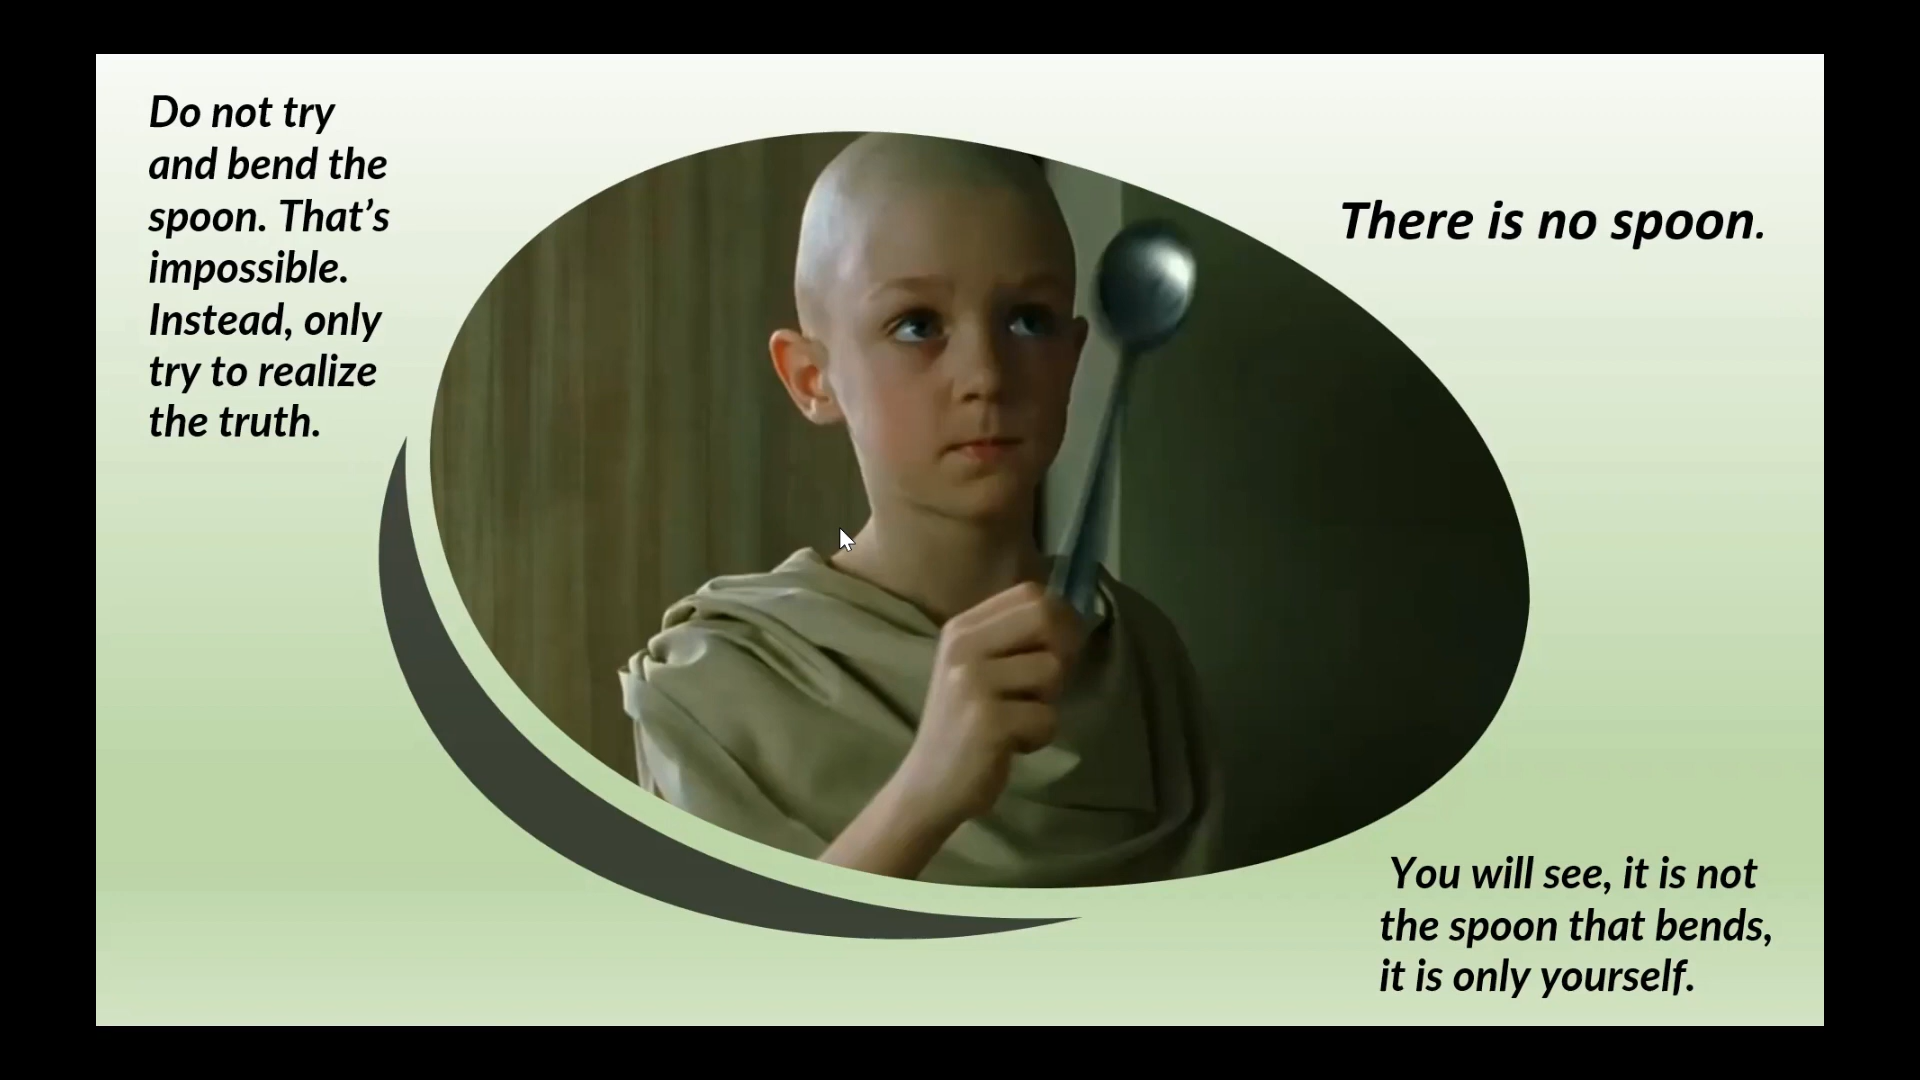 Do not try
and bend the
spoon. That’s
impossible.
Instead, only
try to realize
the truth.
There is no spoon.
You will see, it is not
the spoon that bends,
it is only yourself.